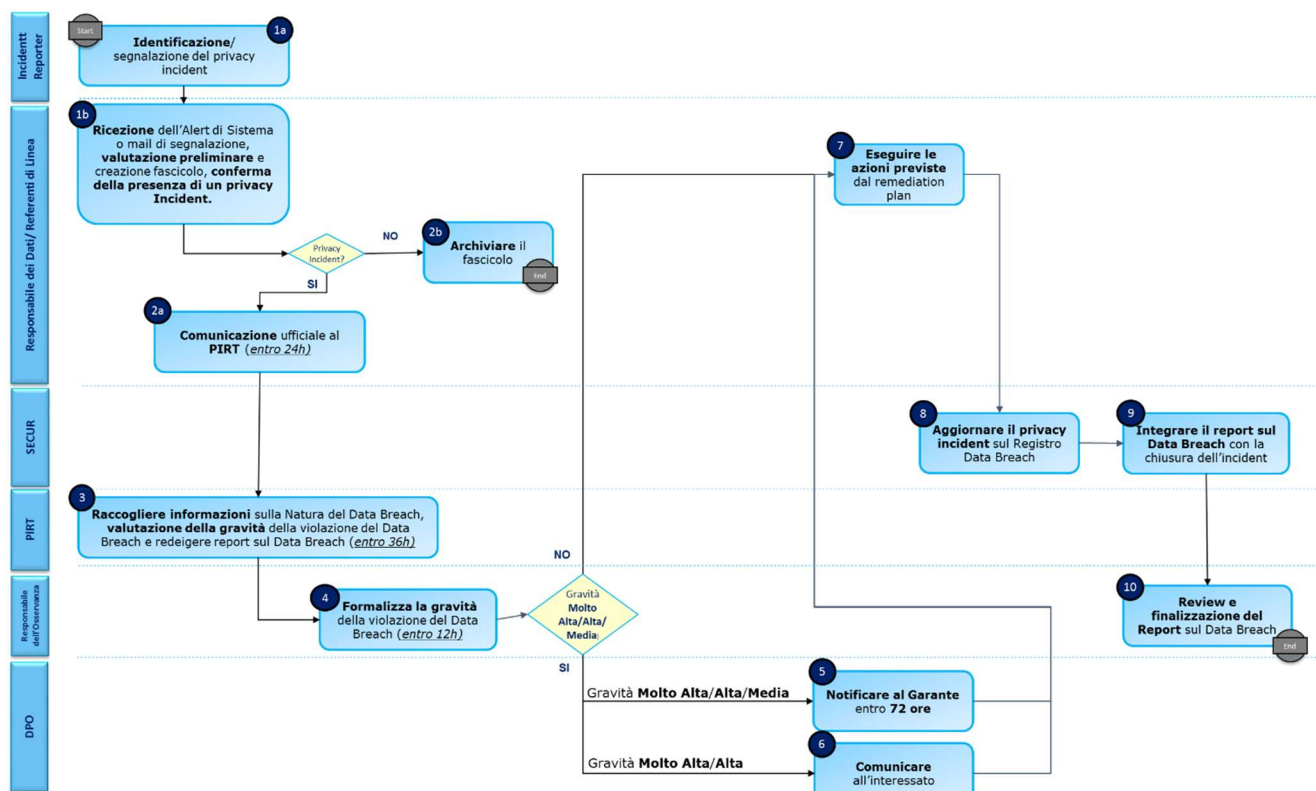 Incidentt
Reporter
Start
1a
Identificazione/
segnalazione del privacy
incident
Responsabile dei Dati/ Referenti di Linea
1b
Ricezione dell'Alert di Sistema
o mail di segnalazione,
valutazione preliminare e
creazione fascicolo, conferma
della presenza di un privacy
Incident.
Privacy
Incident?
NO
2b
Archiviare il
fascicolo
End
SI
2a
Comunicazione ufficiale al
PIRT (entro 24h)
7
Eseguire le
azioni previste
dal remediation
plan
SECUR
8
Aggiornare il privacy
incident sul Registro
Data Breach
9
Integrare il report sul
Data Breach con la
chiusura dell'incident
PIRT
3
Raccogliere informazioni sulla Natura del Data Breach,
valutazione della gravità della violazione del Data
Breach e redeigere report sul Data Breach (entro 36h)
NO
Responsabile
dell'Osservanza
4
Formalizza la gravità
della violazione del Data
Breach (entro 12h)
Gravità
Molto
Alta/Alta/
Media)
SI
10
Review e
finalizzazione del
Report sul Data Breach
End
DPO
Gravità Molto Alta/Alta/Media
5
Notificare al Garante
entro 72 ore
Gravità Molto Alta/Alta
6
Comunicare
all'interessato